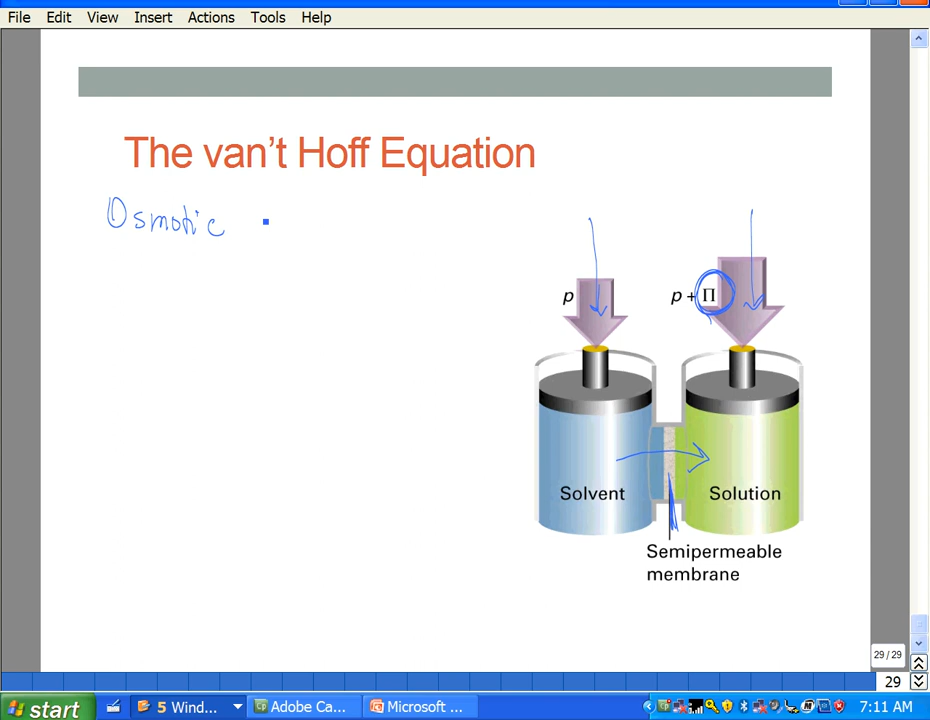 File Edit View Insert Actions Tools Help
The van't Hoff Equation
Osmotic
p
p + Π
Solvent
Solution
Semipermeable
membrane
29 / 29
29
start
5 Wind...
Adobe Ca...
Microsoft ...
7:11 AM